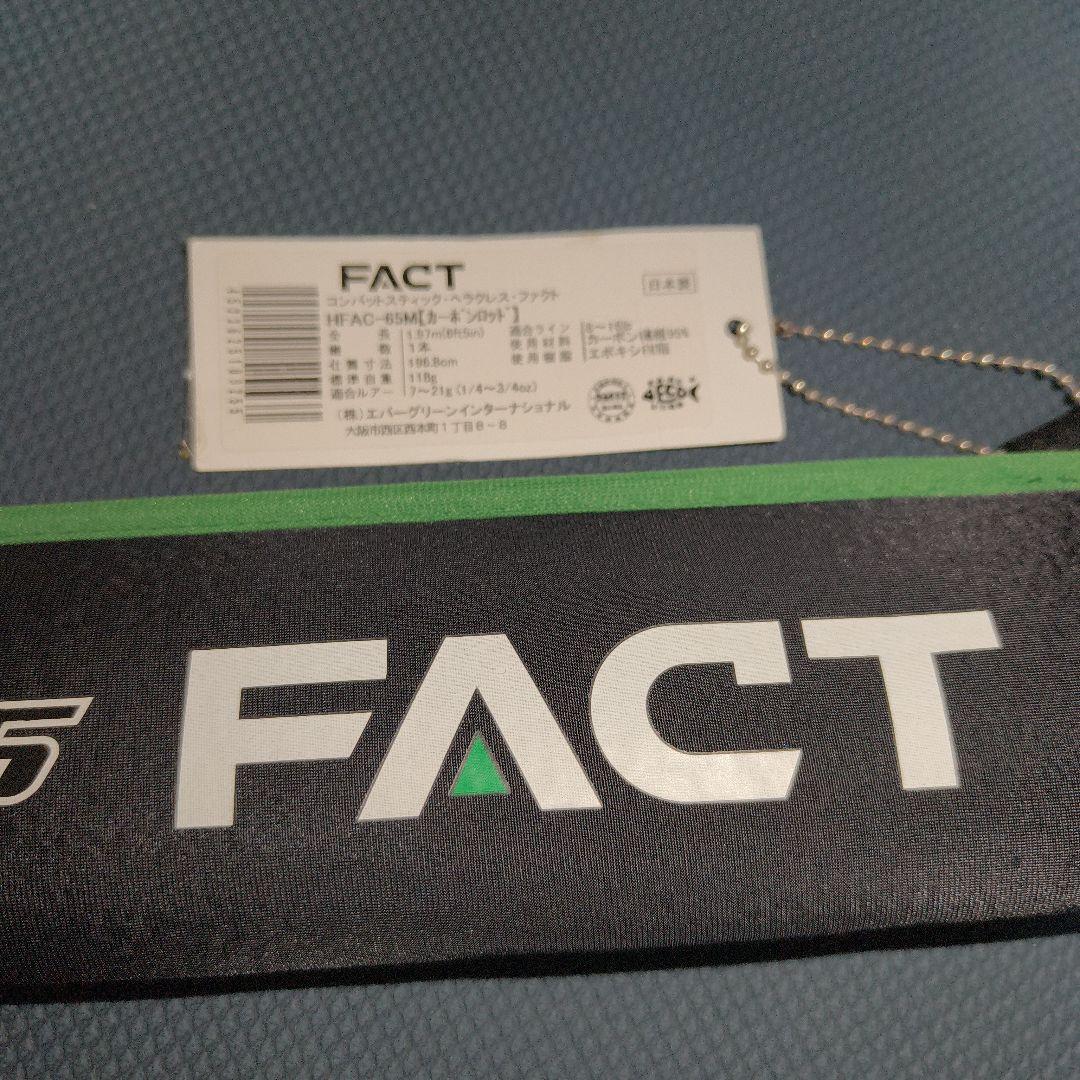 FACT
日本製
コンバットスティック・ヘラクレス・ファクト
HFAC-65M【カーボンロッド】
全長 1.97m(6ft5in) 適合ライン
継数 1本 使用材料 カーボン繊維95%
仕舞寸法 196.8cm 使用樹脂 エポキシ樹脂
標準自重 118g
適合ルアー 7~21g(1/4~3/4oz)
(株)エバーグリーンインターナショナル
大阪市西区西本町1丁目8-8
5 FACT